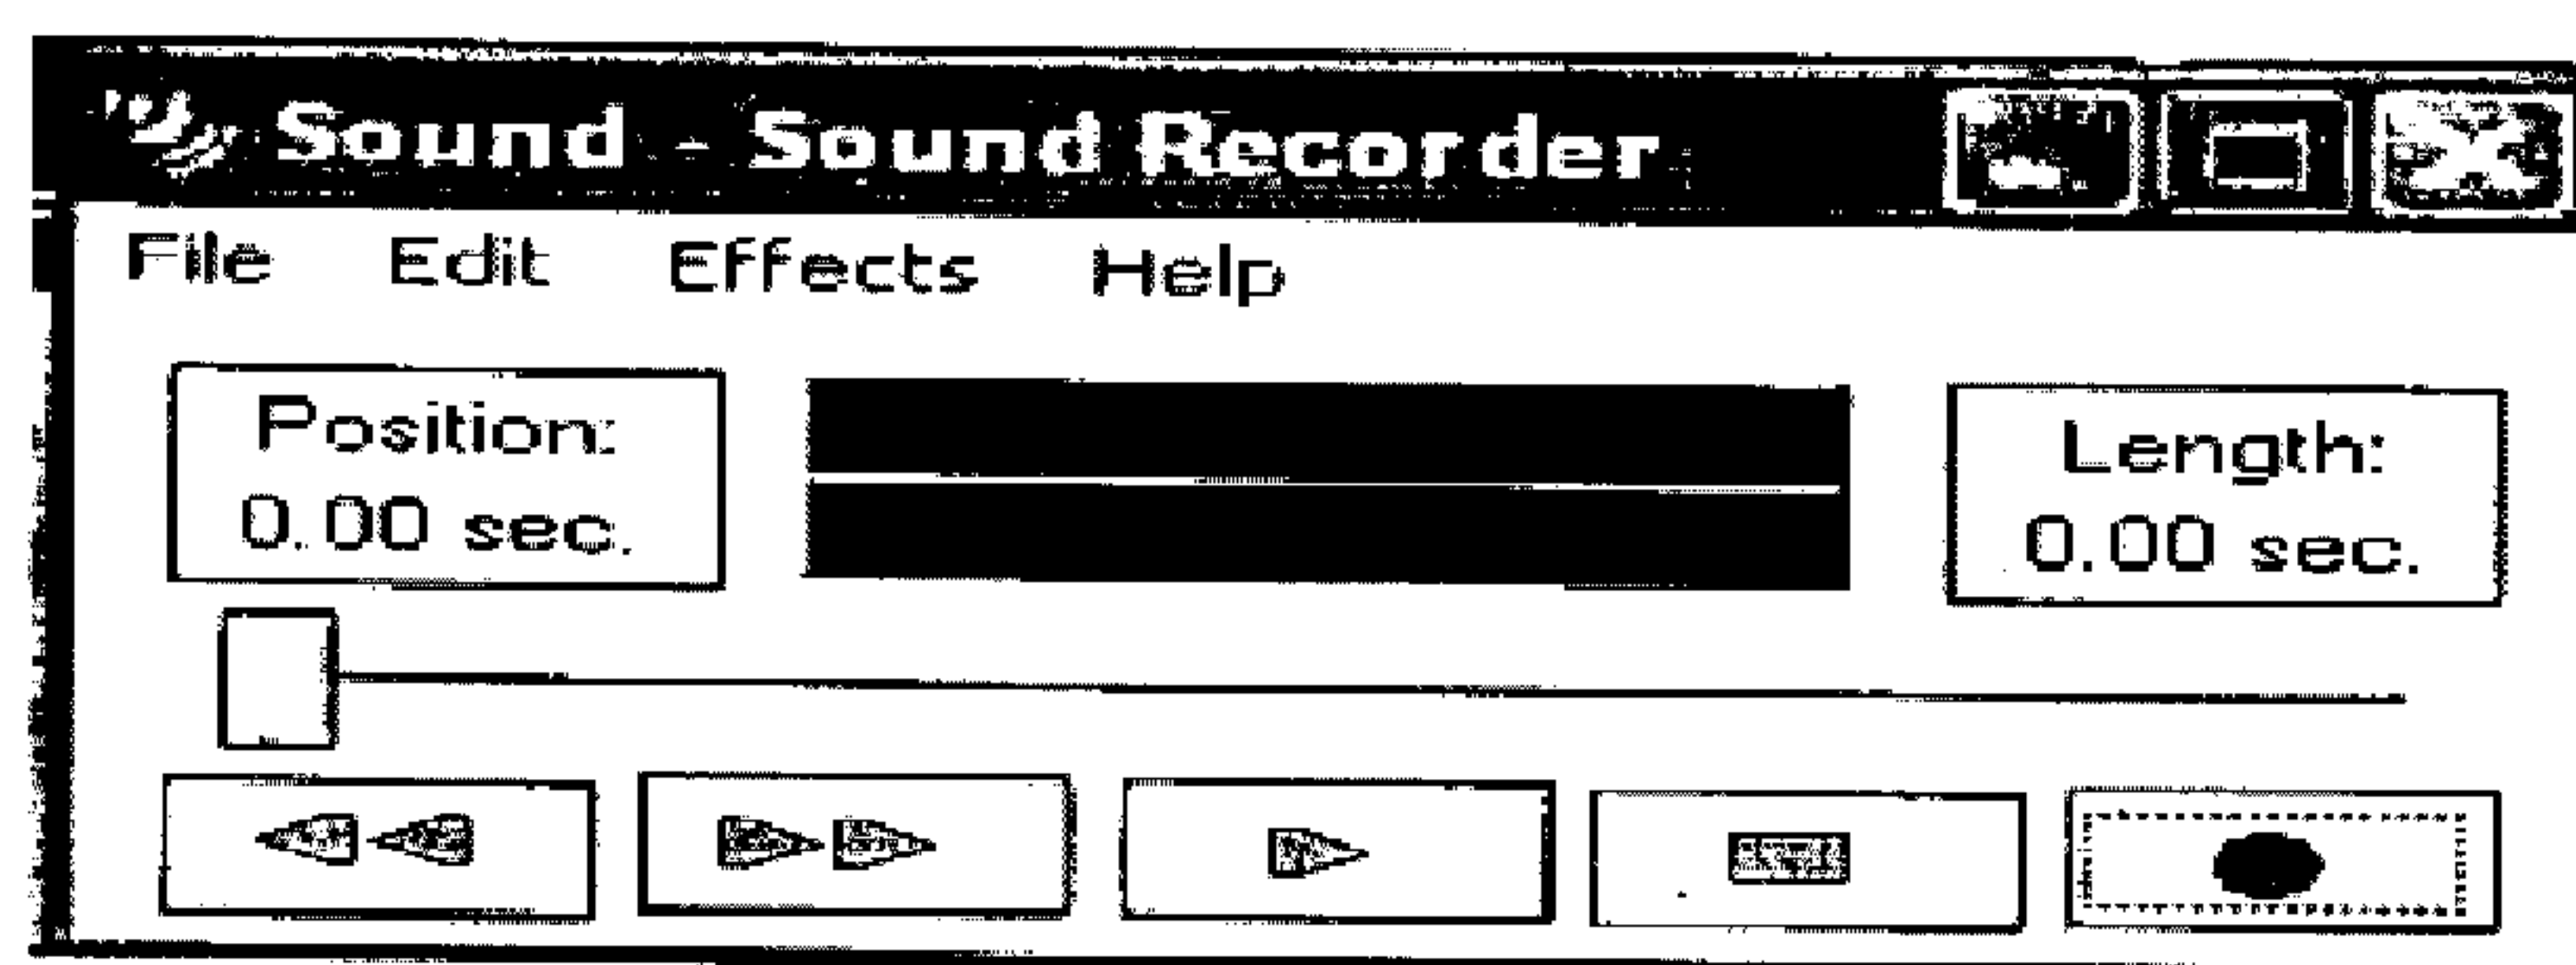 Sound - Sound Recorder
File Edit Effects Help
Position:
0.00 sec.
Length:
0.00 sec.